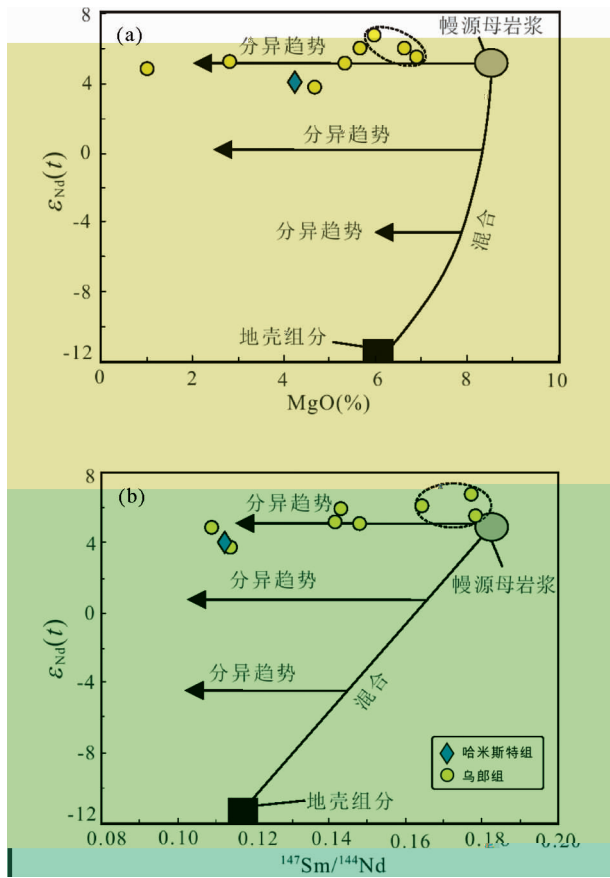 (a)
幔源母岩浆
分异趋势
分异趋势
分异趋势
混合
地壳组分
εNd(t)
8
4
0
-4
-8
-12
0
2
4
6
8
10
MgO(%)
(b)
分异趋势
幔源母岩浆
分异趋势
分异趋势
混合
地壳组分
哈米斯特组
乌郎组
εNd(t)
8
4
0
-4
-8
-12
0.08
0.10
0.12
0.14
0.16
0.18
0.20
¹⁴⁷Sm/¹⁴⁴Nd